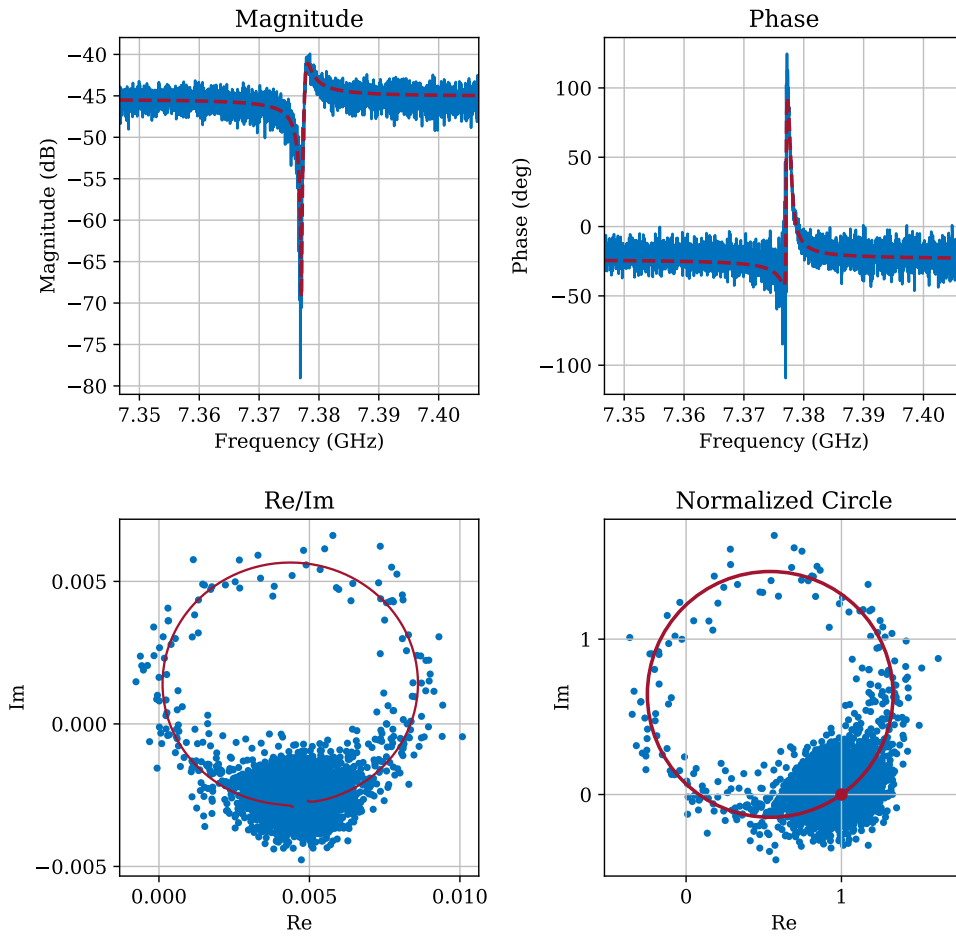 Magnitude
Magnitude (dB)
−40
−45
−50
−55
−60
−65
−70
−75
−80
7.35 7.36 7.37 7.38 7.39 7.40
Frequency (GHz)
Phase
Phase (deg)
100
50
0
−50
−100
7.35 7.36 7.37 7.38 7.39 7.40
Frequency (GHz)
Re/Im
Im
0.005
0.000
−0.005
0.000 0.005 0.010
Re
Normalized Circle
Im
1
0
0 1
Re